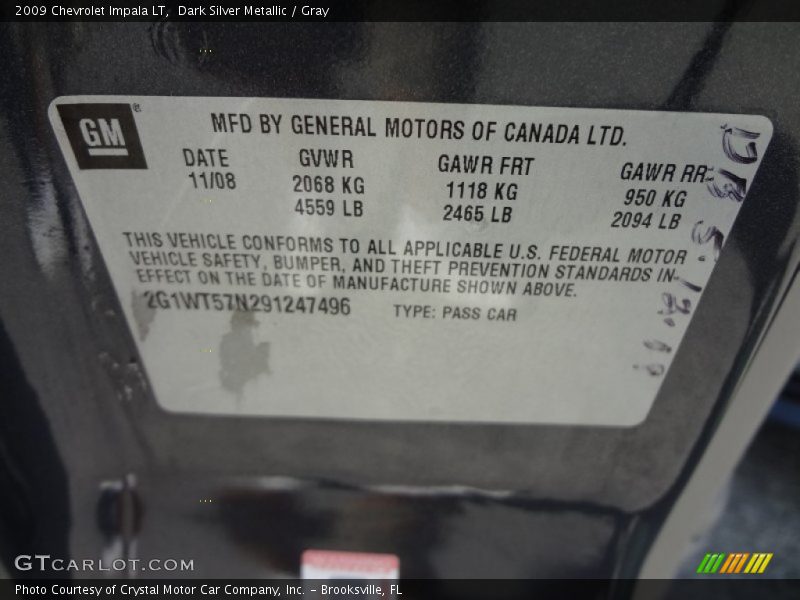 2009 Chevrolet Impala LT,  Dark Silver Metallic / Gray
GM ®
MFD BY GENERAL MOTORS OF CANADA LTD.
DATE GVWR GAWR FRT GAWR RR
11/08 2068 KG 1118 KG 950 KG
4559 LB 2465 LB 2094 LB
THIS VEHICLE CONFORMS TO ALL APPLICABLE U.S. FEDERAL MOTOR
VEHICLE SAFETY, BUMPER, AND THEFT PREVENTION STANDARDS IN
EFFECT ON THE DATE OF MANUFACTURE SHOWN ABOVE.
2G1WT57N291247496 TYPE: PASS CAR
GTCARLOT.COM
Photo Courtesy of Crystal Motor Car Company, Inc. – Brooksville, FL